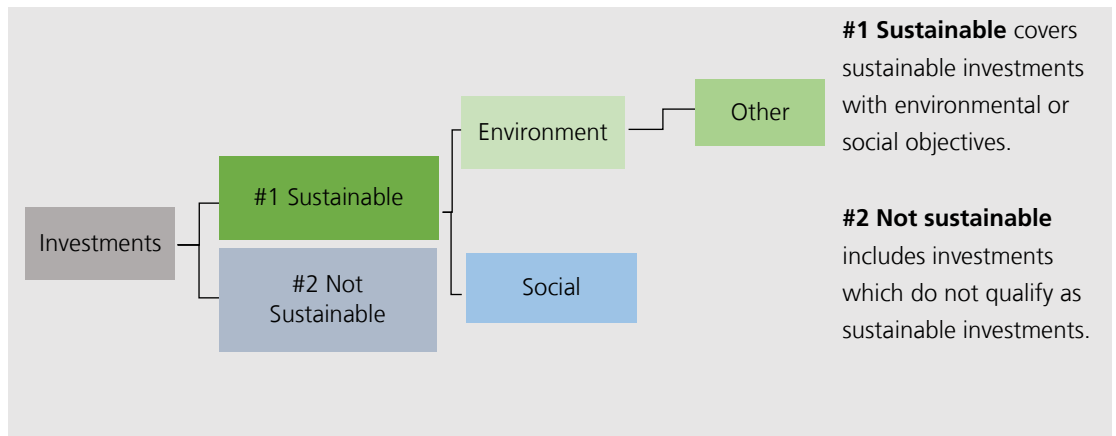 Investments
#1 Sustainable
#2 Not
Sustainable
Environment
Social
Other
#1 Sustainable covers
sustainable investments
with environmental or
social objectives.
#2 Not sustainable
includes investments
which do not qualify as
sustainable investments.